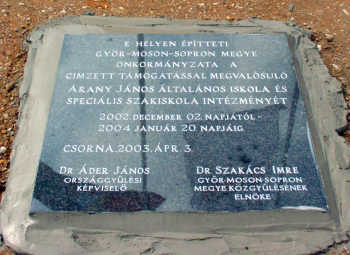 E HELYEN ÉPÍTTETI
GYŐR-MOSON-SOPRON MEGYE
ÖNKORMÁNYZATA A
CÍMZETT TÁMOGATÁSSAL MEGVALÓSULÓ
ARANY JÁNOS ÁLTALÁNOS ISKOLA ÉS
SPECIÁLIS SZAKISKOLA INTÉZMÉNYÉT
2002. DECEMBER 02. NAPJÁTÓL -
2004 JANUÁR 20. NAPJÁIG.
CSORNA, 2003. ÁPR. 3.
DR ÁDER JÁNOS
ORSZÁGGYŰLÉSI
KÉPVISELŐ
DR SZAKÁCS IMRE
GYŐR-MOSON-SOPRON
MEGYE KÖZGYŰLÉSÉNEK
ELNÖKE